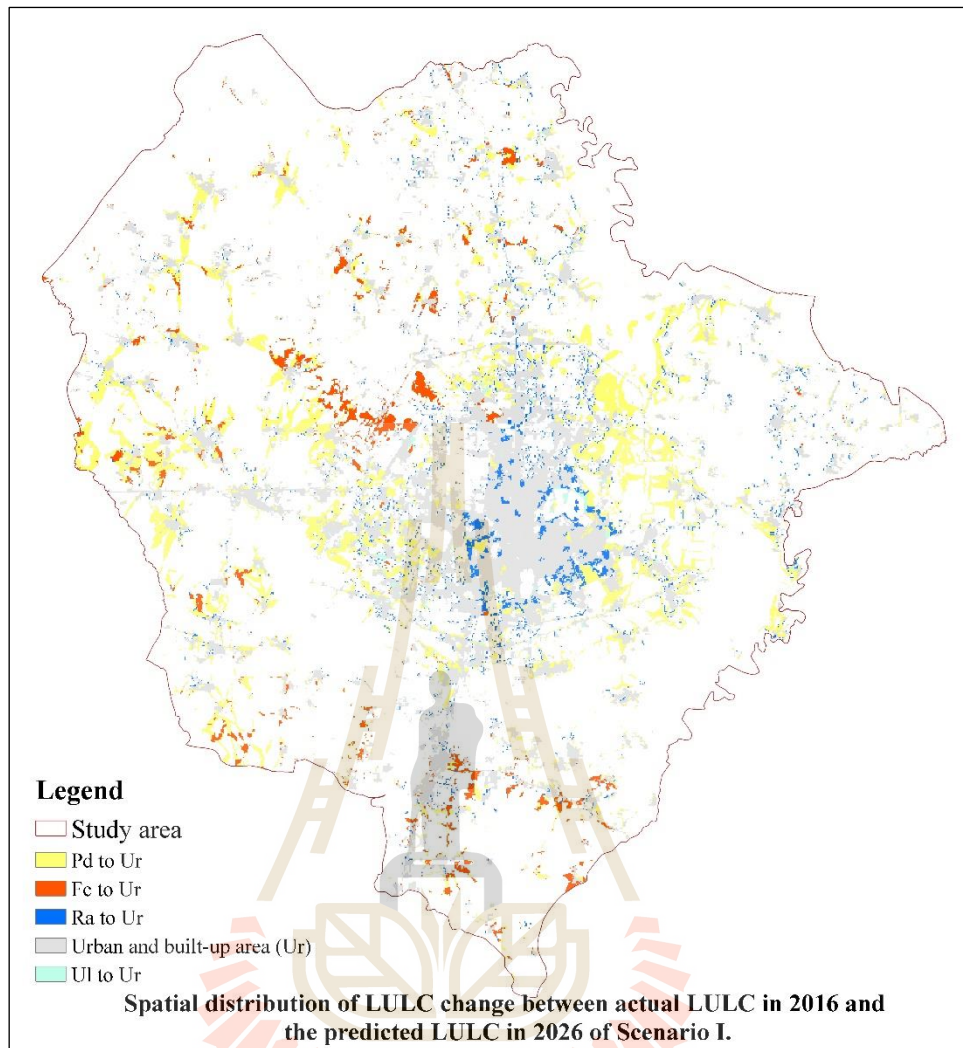 Legend
Study area
Pd to Ur
Fc to Ur
Ra to Ur
Urban and built-up area (Ur)
Ul to Ur
Spatial distribution of LULC change between actual LULC in 2016 and
the predicted LULC in 2026 of Scenario I.